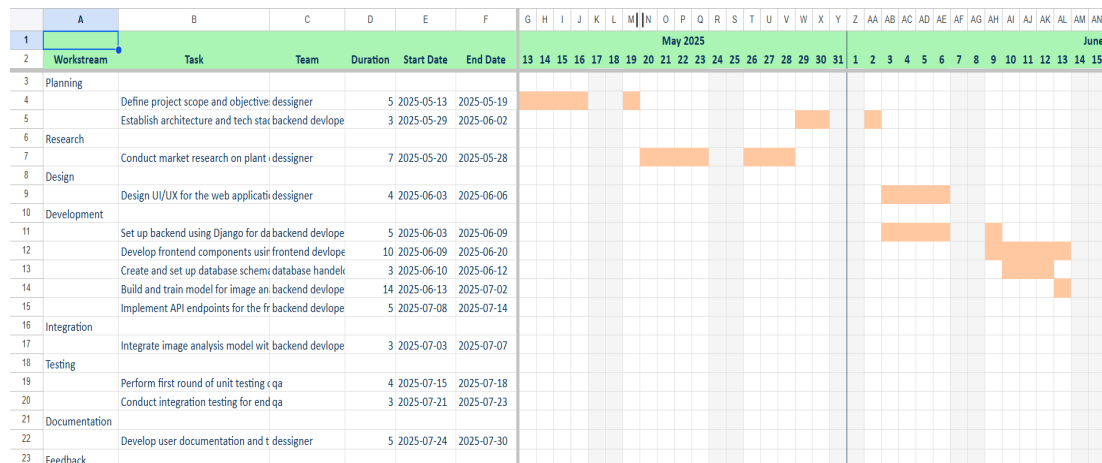 A B C D E F G H I J K L M N O P Q R S T U V W X Y Z AA AB AC AD AE AF AG AH AI AJ AK AL AM AN
1 May 2025 June
2 Workstream Task Team Duration Start Date End Date 13 14 15 16 17 18 19 20 21 22 23 24 25 26 27 28 29 30 31 1 2 3 4 5 6 7 8 9 10 11 12 13 14 15
3 Planning
4 Define project scope and objective dessigner 5 2025-05-13 2025-05-19
5 Establish architecture and tech stac backend devlope 3 2025-05-29 2025-06-02
6 Research
7 Conduct market research on plant dessigner 7 2025-05-20 2025-05-28
8 Design
9 Design UI/UX for the web applicati dessigner 4 2025-06-03 2025-06-06
10 Development
11 Set up backend using Django for da backend devlope 5 2025-06-03 2025-06-09
12 Develop frontend components usin frontend devlope 10 2025-06-09 2025-06-20
13 Create and set up database schema database handelo 3 2025-06-10 2025-06-12
14 Build and train model for image an backend devlope 14 2025-06-13 2025-07-02
15 Implement API endpoints for the fr backend devlope 5 2025-07-08 2025-07-14
16 Integration
17 Integrate image analysis model wit backend devlope 3 2025-07-03 2025-07-07
18 Testing
19 Perform first round of unit testing qa 4 2025-07-15 2025-07-18
20 Conduct integration testing for end qa 3 2025-07-21 2025-07-23
21 Documentation
22 Develop user documentation and t dessigner 5 2025-07-24 2025-07-30
23 Feedback